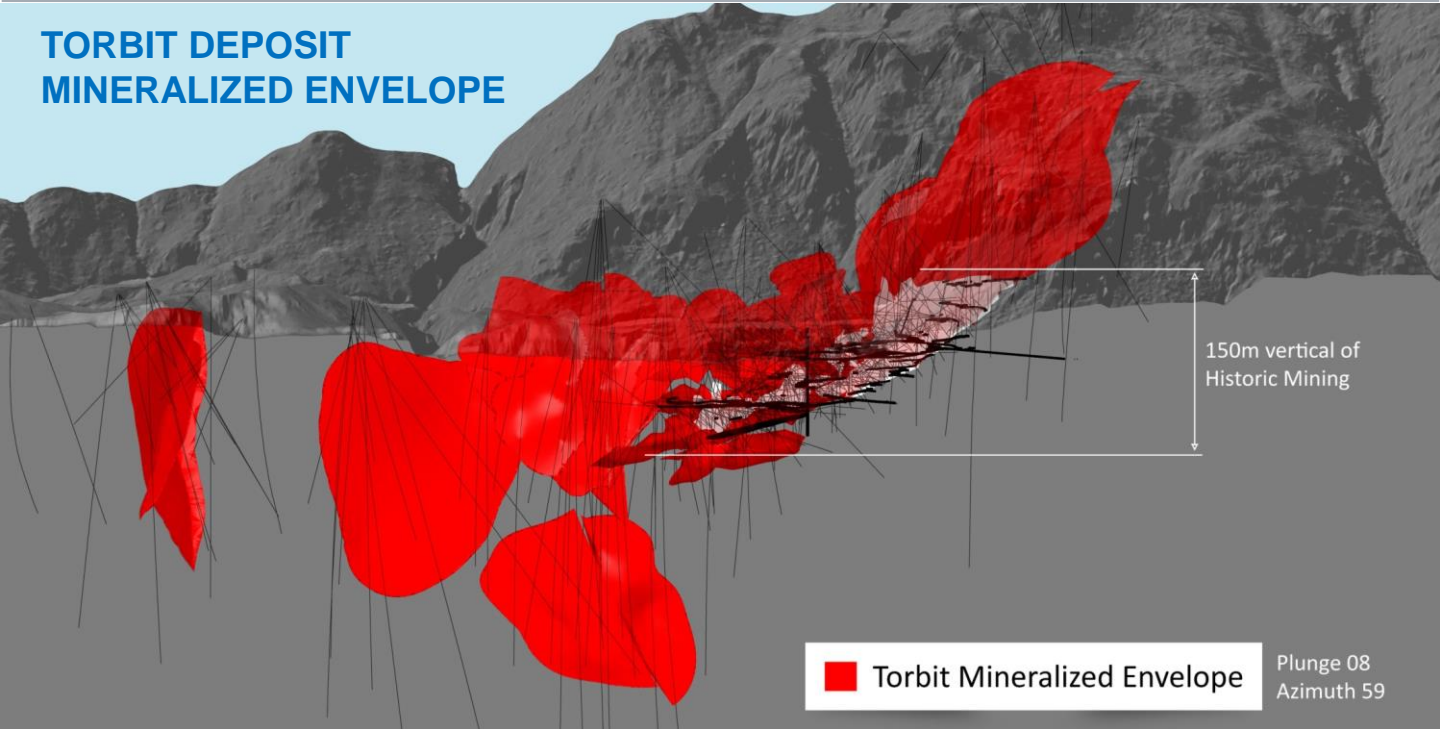 TORBIT DEPOSIT
MINERALIZED ENVELOPE
150m vertical of
Historic Mining
Torbit Mineralized Envelope
Plunge 08
Azimuth 59